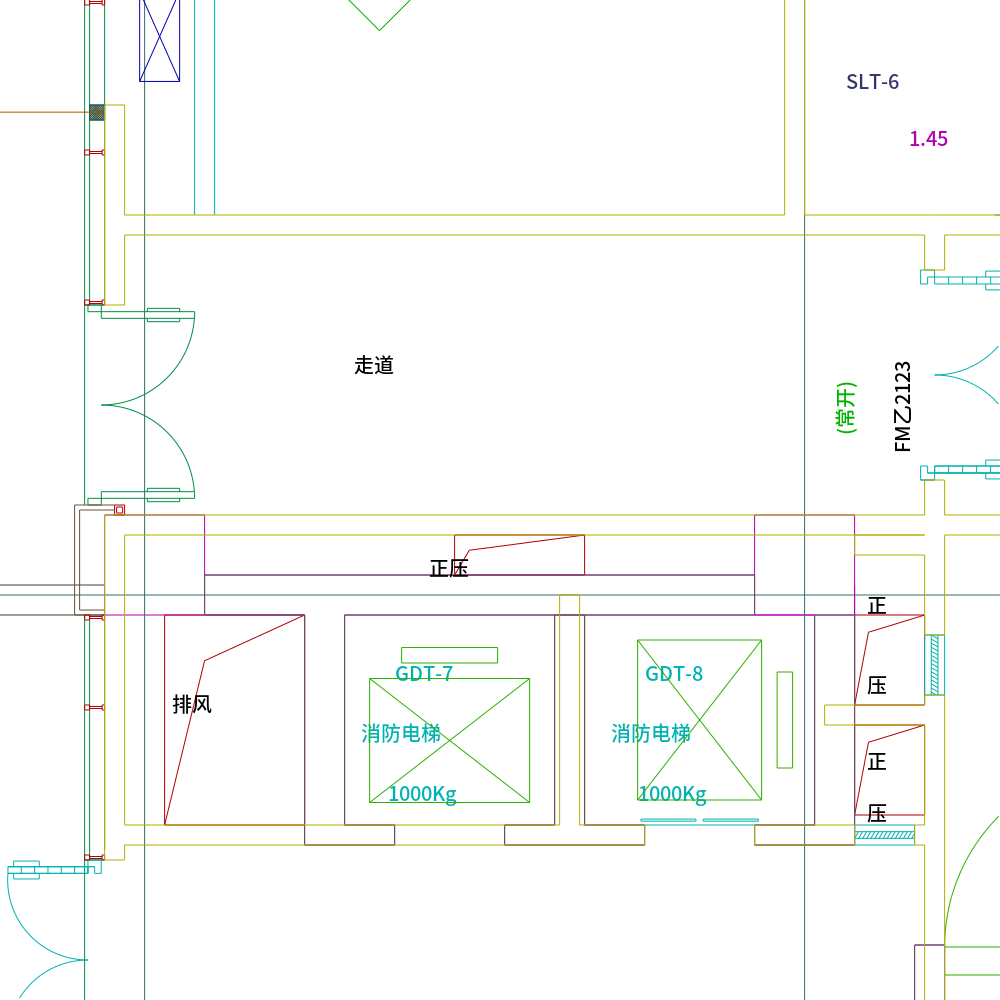 SLT-6
1.45
走道
(常开)
FM乙2123
正压
正
压
GDT-7
消防电梯
1000Kg
GDT-8
消防电梯
1000Kg
排风
正
压